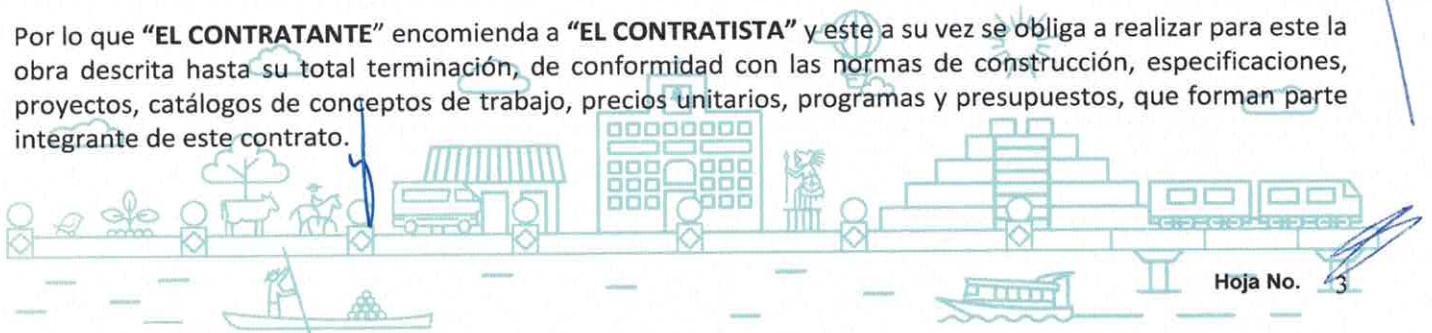 Por lo que “EL CONTRATANTE” encomienda a “EL CONTRATISTA” y este a su vez se obliga a realizar para este la
obra descrita hasta su total terminación, de conformidad con las normas de construcción, especificaciones,
proyectos, catálogos de conceptos de trabajo, precios unitarios, programas y presupuestos, que forman parte
integrante de este contrato.
Hoja No. 3